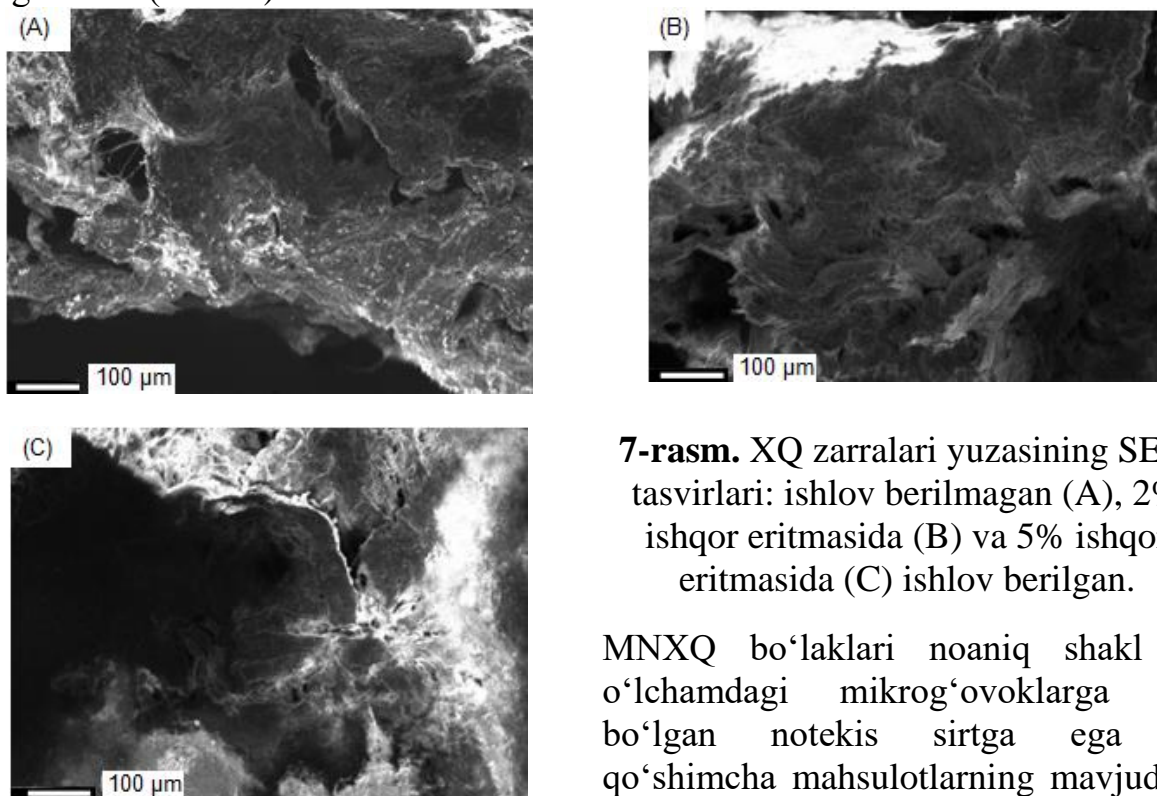 (A)
100 µm
(B)
100 µm
(C)
100 µm
7-rasm. XQ zarralari yuzasining SE
tasvirlari: ishlov berilmagan (A), 2%
ishqor eritmasida (B) va 5% ishqo
eritmasida (C) ishlov berilgan.
MNXQ bo‘laklari noaniq shakl
o‘lchamdagi mikrog‘ovoklarga
bo‘lgan notekis sirtga ega
qo‘shimcha mahsulotlarning mavjud